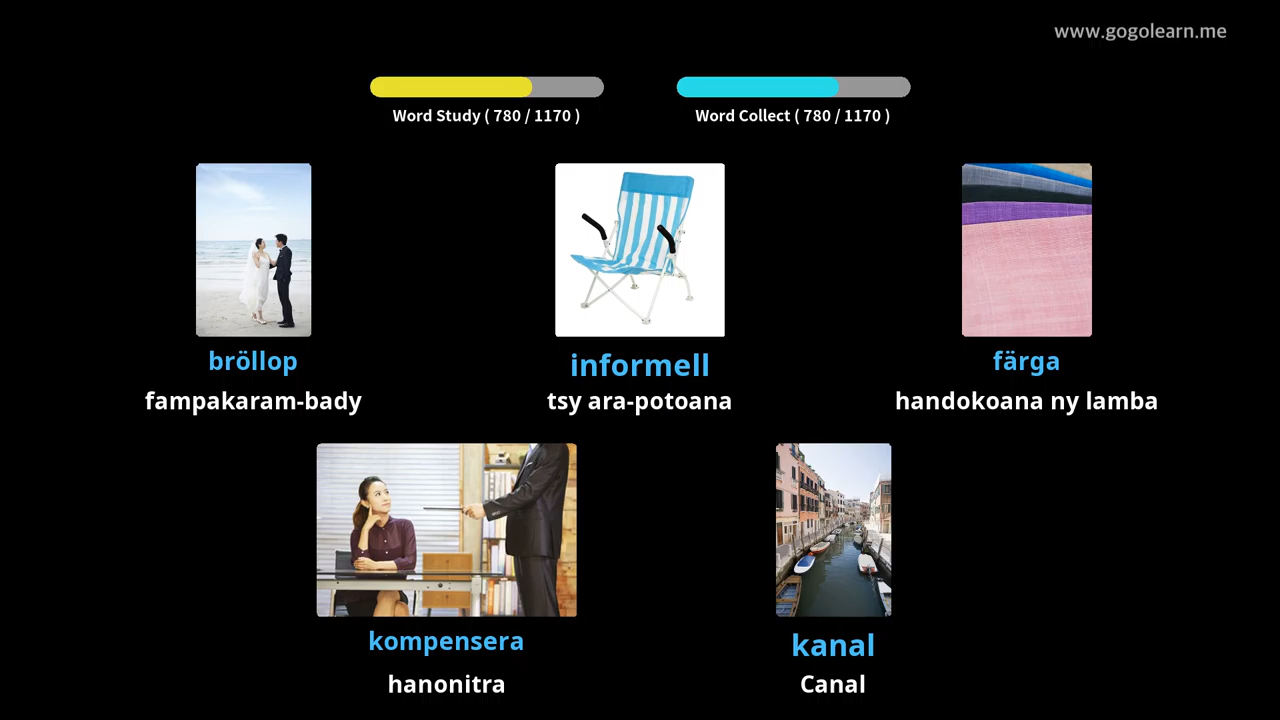 www.gogolearn.me
Word Study ( 780 / 1170 )
Word Collect ( 780 / 1170 )
bröllop
fampakaram-bady
informell
tsy ara-potoana
färga
handokoana ny lamba
kompensera
hanonitra
kanal
Canal